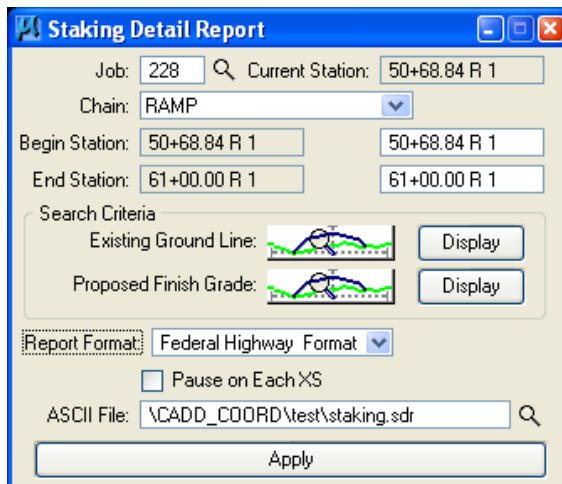 Staking Detail Report
Job: 228 Current Station: 50+68.84 R 1
Chain: RAMP
Begin Station: 50+68.84 R 1 50+68.84 R 1
End Station: 61+00.00 R 1 61+00.00 R 1
Search Criteria
Existing Ground Line: Display
Proposed Finish Grade: Display
Report Format: Federal Highway Format
Pause on Each XS
ASCII File: \CADD_COORD\test\staking.sdr
Apply